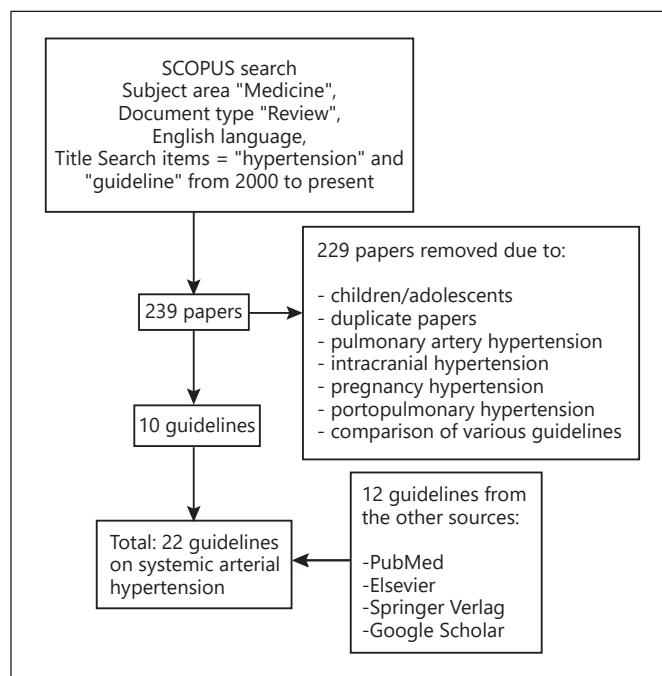 SCOPUS search
Subject area "Medicine",
Document type "Review",
English language,
Title Search items = "hypertension" and
"guideline" from 2000 to present
239 papers
229 papers removed due to:
- children/adolescents
- duplicate papers
- pulmonary artery hypertension
- intracranial hypertension
- pregnancy hypertension
- portopulmonary hypertension
- comparison of various guidelines
10 guidelines
12 guidelines from
the other sources:
-PubMed
-Elsevier
-Springer Verlag
-Google Scholar
Total: 22 guidelines
on systemic arterial
hypertension